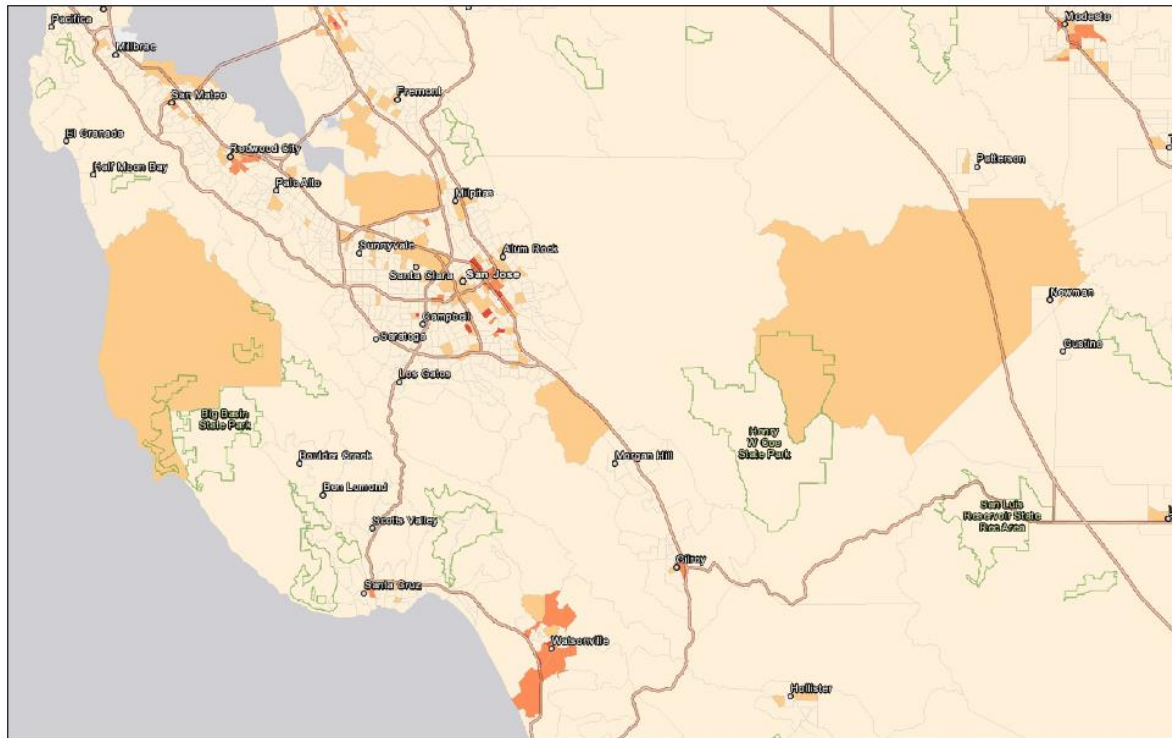 Pacifica
Modesto
Millbrae
San Mateo
Fremont
El Granada
Redwood City
Half Moon Bay
Palo Alto
Patterson
Milpitas
Sunnyvale
Alum Rock
Santa Clara
San Jose
Newman
Campbell
Saratoga
Gustine
Los Gatos
Big Basin
State Park
Henry
W Coe
State Park
Boulder Creek
Morgan Hill
Ben Lomond
San Luis
Reservoir State
Rec Area
Scotts Valley
Gilroy
Santa Cruz
Watsonville
Hollister